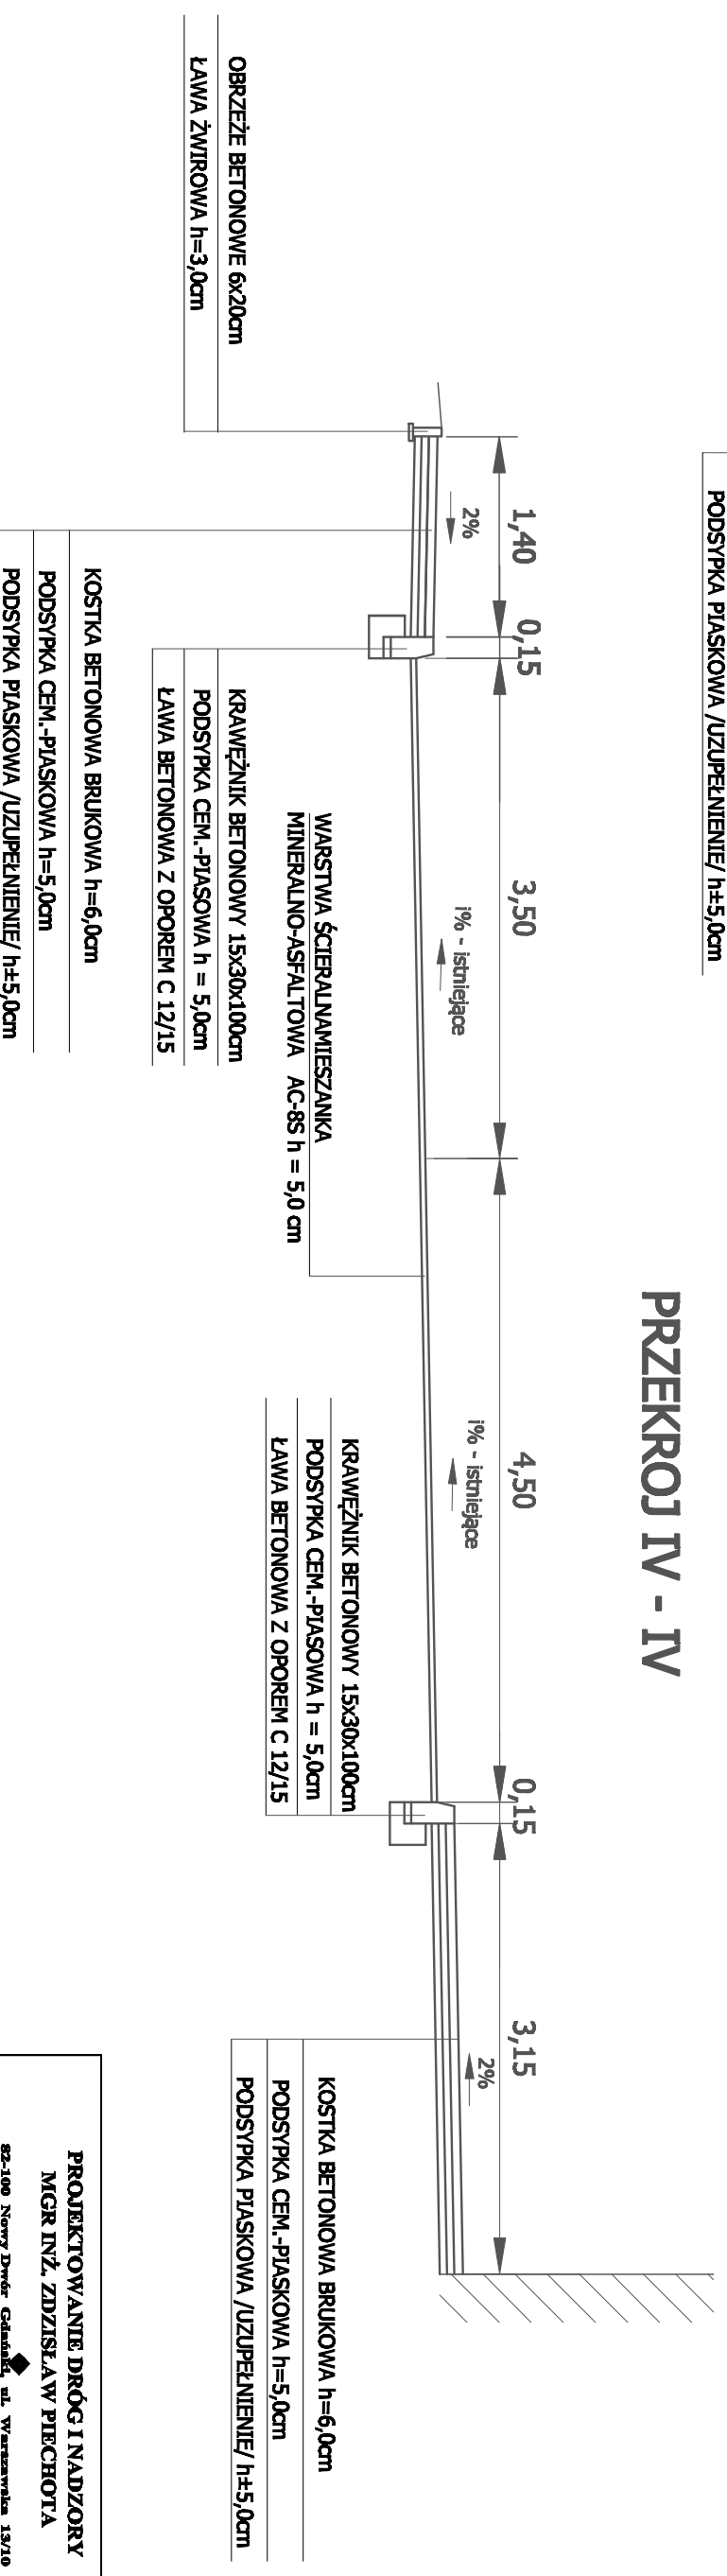 PODSYPKA PIASKOWA /UZUPEŁNIENIE/ h±5,0cm
PRZEKROJ IV - IV
1,40
0,15
3,50
4,50
0,15
3,15
2%
i% - istniejące
i% - istniejące
2%
OBRZEŻE BETONOWE 6x20cm
ŁAWA ŻWIROWA h=3,0cm
KOSTKA BETONOWA BRUKOWA h=6,0cm
PODSYPKA CEM.-PIASKOWA h=5,0cm
PODSYPKA PIASKOWA /UZUPEŁNIENIE/ h±5,0cm
KRAWĘŻNIK BETONOWY 15x30x100cm
PODSYPKA CEM.-PIASOWA h = 5,0cm
ŁAWA BETONOWA Z OPOREM C 12/15
WARSTWA ŚCIERALNAMIESZANKA
MINERALNO-ASFALTOWA AC-8S h = 5,0 cm
KRAWĘŻNIK BETONOWY 15x30x100cm
PODSYPKA CEM.-PIASOWA h = 5,0cm
ŁAWA BETONOWA Z OPOREM C 12/15
KOSTKA BETONOWA BRUKOWA h=6,0cm
PODSYPKA CEM.-PIASKOWA h=5,0cm
PODSYPKA PIASKOWA /UZUPEŁNIENIE/ h±5,0cm
PROJEKTOWANIE DRÓG I NADZORY
MGR INŻ. ZDZISŁAW PIECHOTA
82-100 Nowy Dwór Gdański, ul. Warszawska 13/10